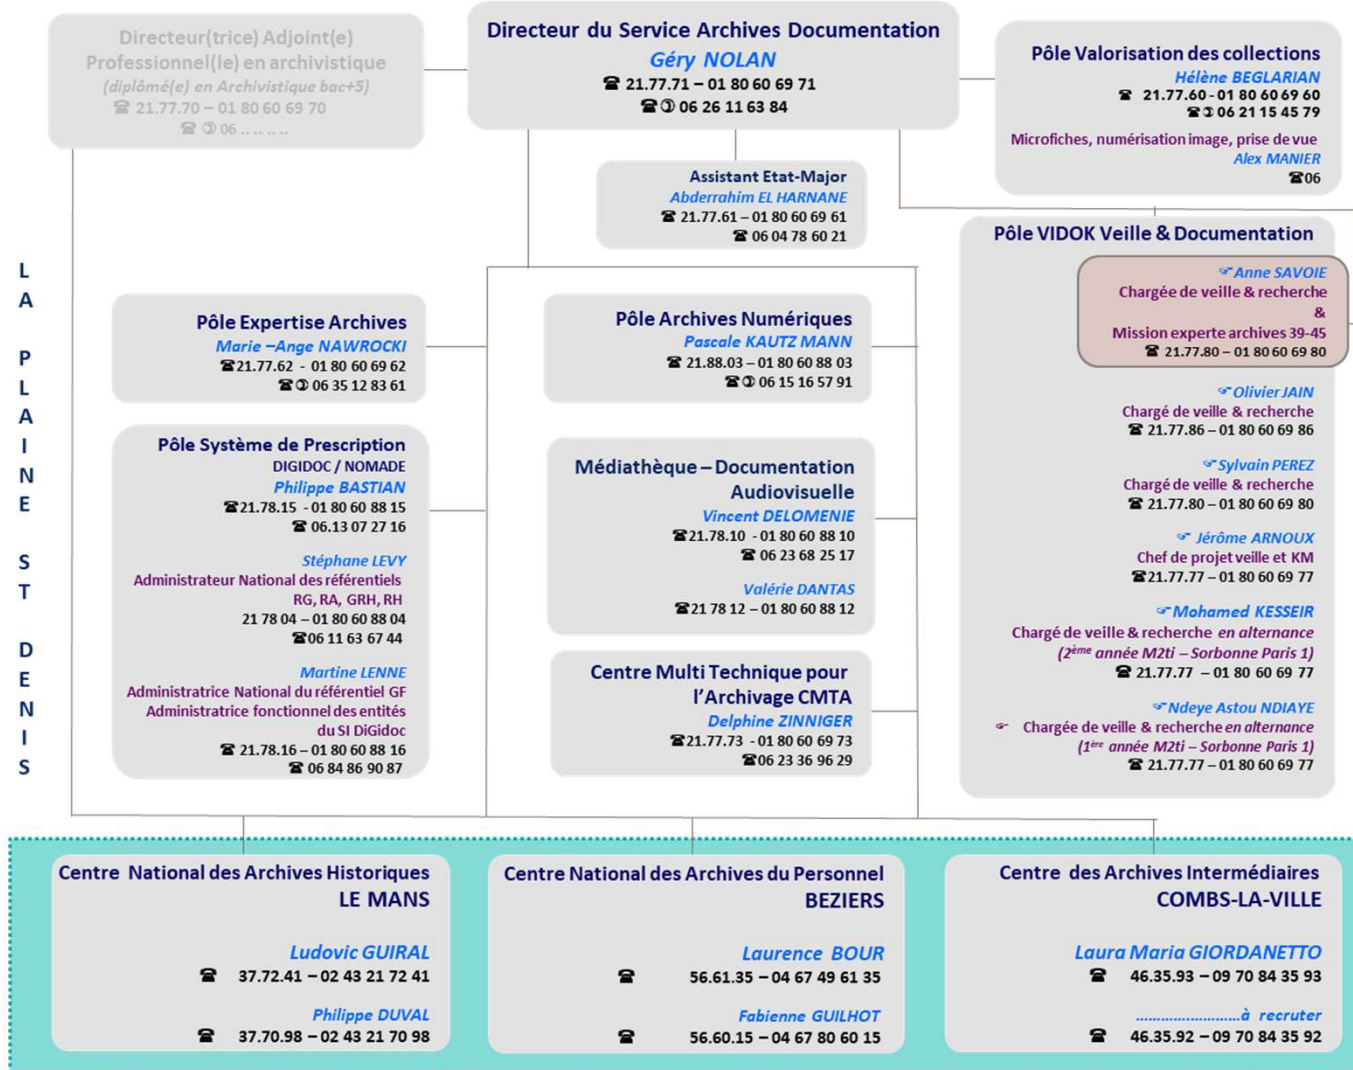 Directeur(trice) Adjoint(e)
Professionnel(le) en archivistique
(diplômé(e) en Archivistique bac+5)
☎ 21.77.70 – 01 80 60 69 70
☎ ✆ 06 .. .. .. ..
Directeur du Service Archives Documentation
Géry NOLAN
☎ 21.77.71 – 01 80 60 69 71
☎ ✆ 06 26 11 63 84
Pôle Valorisation des collections
Hélène BEGLARIAN
☎ 21.77.60 - 01 80 60 69 60
☎ ✆ 06 21 15 45 79
Microfiches, numérisation image, prise de vue
Alex MANIER
☎06
Assistant Etat-Major
Abderrahim EL HARNANE
☎ 21.77.61 – 01 80 60 69 61
☎ 06 04 78 60 21
LA PLAINE ST DENIS
Pôle Expertise Archives
Marie –Ange NAWROCKI
☎21.77.62 - 01 80 60 69 62
☎ ✆ 06 35 12 83 61
Pôle Système de Prescription
DIGIDOC / NOMADE
Philippe BASTIAN
☎21.78.15 - 01 80 60 88 15
☎ 06.13 07 27 16
Stéphane LEVY
Administrateur National des référentiels
RG, RA, GRH, RH
21 78 04 – 01 80 60 88 04
☎06 11 63 67 44
Martine LENNE
Administratrice National du référentiel GF
Administratrice fonctionnel des entités
du SI DiGidoc
☎ 21.78.16 – 01 80 60 88 16
☎ 06 84 86 90 87
Pôle Archives Numériques
Pascale KAUTZ MANN
☎ 21.88.03 – 01 80 60 88 03
☎ ✆ 06 15 16 57 91
Médiathèque – Documentation
Audiovisuelle
Vincent DELOMENIE
☎21.78.10 - 01 80 60 88 10
☎ 06 23 68 25 17
Valérie DANTAS
☎21 78 12 – 01 80 60 88 12
Centre Multi Technique pour
l'Archivage CMTA
Delphine ZINNIGER
☎21.77.73 - 01 80 60 69 73
☎06 23 36 96 29
Pôle VIDOK Veille & Documentation
☞Anne SAVOIE
Chargée de veille & recherche
&
Mission experte archives 39-45
☎ 21.77.80 – 01 80 60 69 80
☞Olivier JAIN
Chargé de veille & recherche
☎ 21.77.86 – 01 80 60 69 86
☞Sylvain PEREZ
Chargé de veille & recherche
☎ 21.77.80 – 01 80 60 69 80
☞ Jérôme ARNOUX
Chef de projet veille et KM
☎21.77.77 – 01 80 60 69 77
☞Mohamed KESSEIR
Chargé de veille & recherche en alternance
(2ème année M2ti – Sorbonne Paris 1)
☎ 21.77.77 – 01 80 60 69 77
☞Ndeye Astou NDIAYE
☞ Chargée de veille & recherche en alternance
(1ère année M2ti – Sorbonne Paris 1)
☎ 21.77.77 – 01 80 60 69 77
Centre National des Archives Historiques
LE MANS
Ludovic GUIRAL
☎ 37.72.41 – 02 43 21 72 41
Philippe DUVAL
☎ 37.70.98 – 02 43 21 70 98
Centre National des Archives du Personnel
BEZIERS
Laurence BOUR
☎ 56.61.35 – 04 67 49 61 35
Fabienne GUILHOT
☎ 56.60.15 – 04 67 80 60 15
Centre des Archives Intermédiaires
COMBS-LA-VILLE
Laura Maria GIORDANETTO
☎ 46.35.93 – 09 70 84 35 93
........................à recruter
☎ 46.35.92 – 09 70 84 35 92